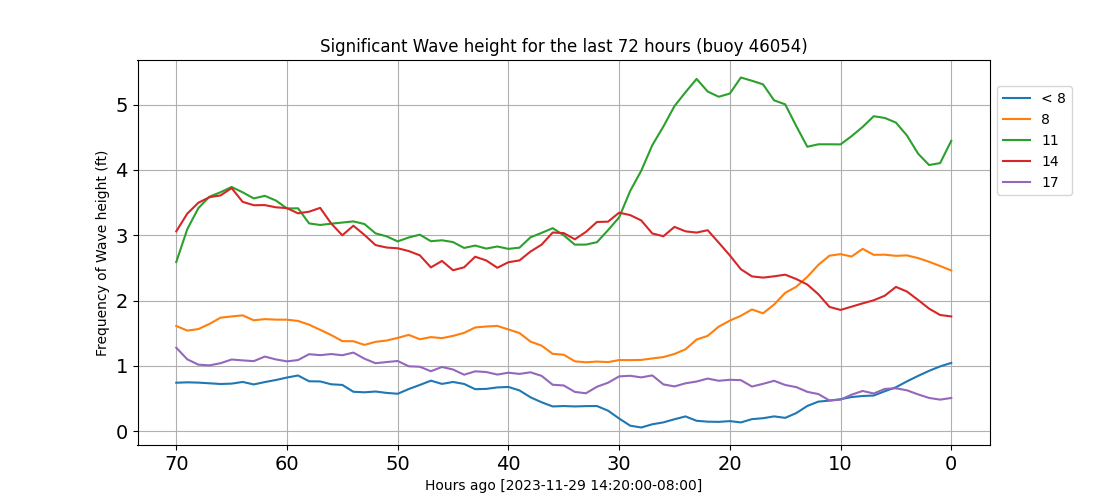 Significant Wave height for the last 72 hours (buoy 46054)
Frequency of Wave height (ft)
5
4
3
2
1
0
70 60 50 40 30 20 10 0
Hours ago [2023-11-29 14:20:00-08:00]
< 8
8
11
14
17